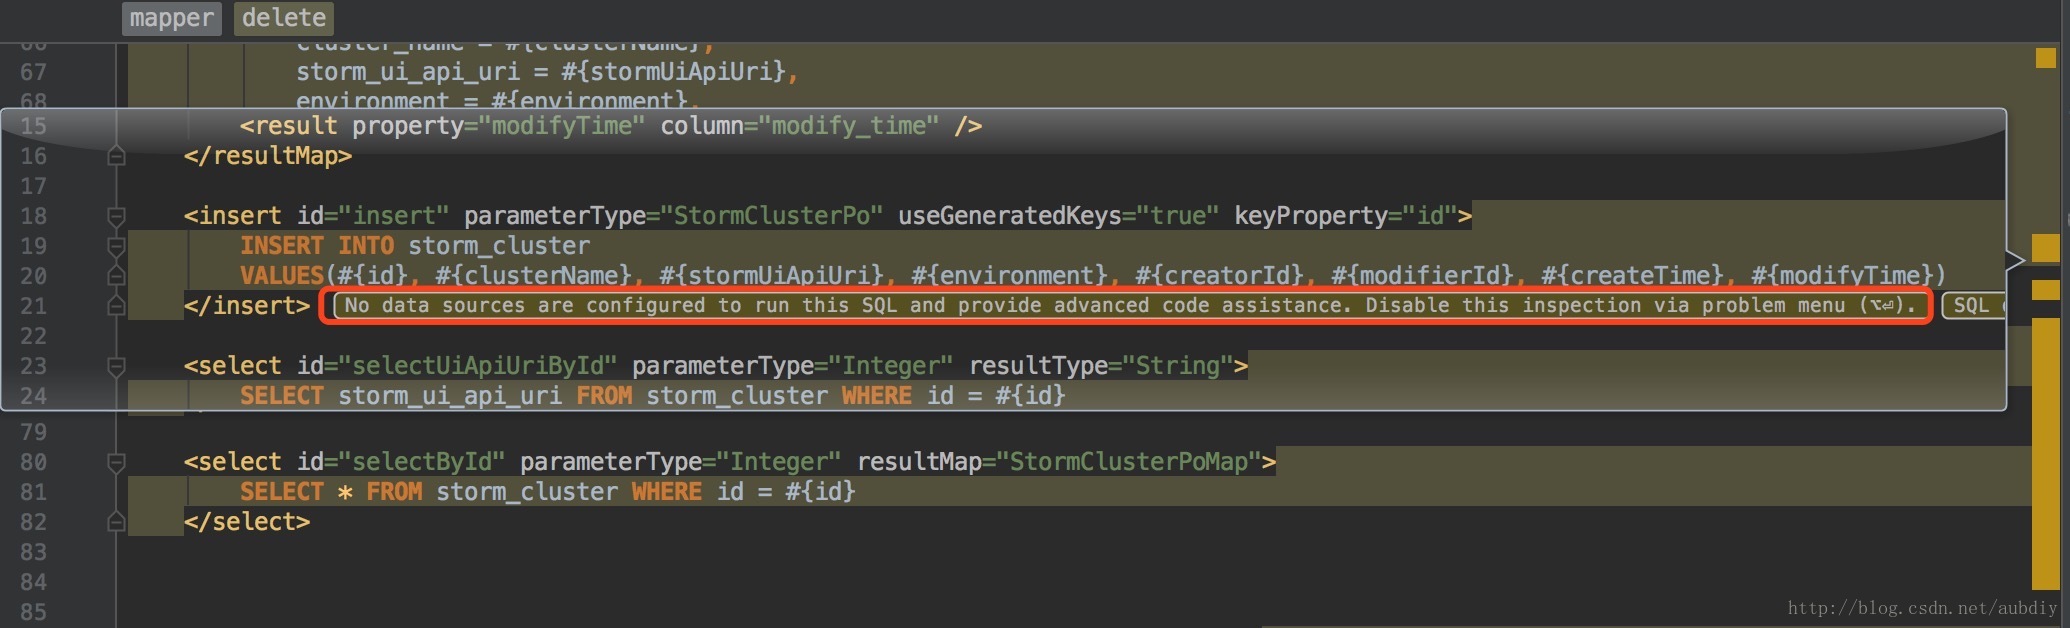 mapper delete
66 cluster_name = #{clusterName},
67 storm_ui_api_uri = #{stormUiApiUri},
68 environment = #{environment},
15 <result property="modifyTime" column="modify_time" />
16 </resultMap>
17
18 <insert id="insert" parameterType="StormClusterPo" useGeneratedKeys="true" keyProperty="id">
19 INSERT INTO storm_cluster
20 VALUES(#{id}, #{clusterName}, #{stormUiApiUri}, #{environment}, #{creatorId}, #{modifierId}, #{createTime}, #{modifyTime})
21 </insert> No data sources are configured to run this SQL and provide advanced code assistance. Disable this inspection via problem menu (⌥⏎). SQL
22
23 <select id="selectUiApiUriById" parameterType="Integer" resultType="String">
24 SELECT storm_ui_api_uri FROM storm_cluster WHERE id = #{id}
79
80 <select id="selectById" parameterType="Integer" resultMap="StormClusterPoMap">
81 SELECT * FROM storm_cluster WHERE id = #{id}
82 </select>
83
84
85
http://blog.csdn.net/aubdiy